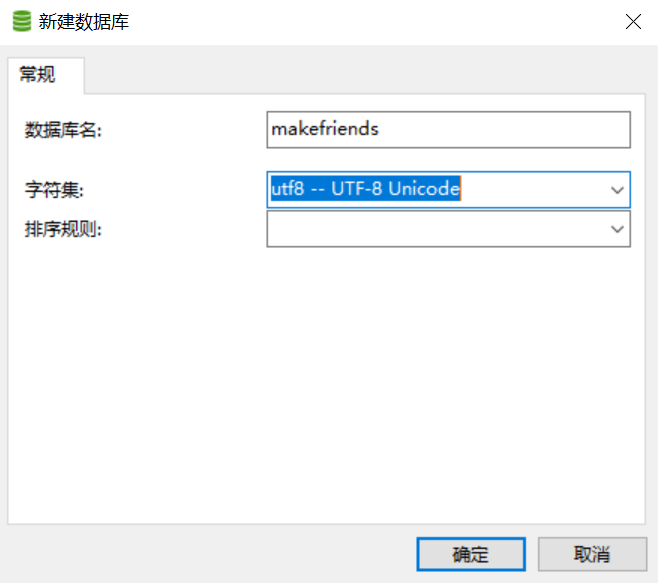 新建数据库
常规
数据库名: makefriends
字符集: utf8 -- UTF-8 Unicode
排序规则:
确定 取消